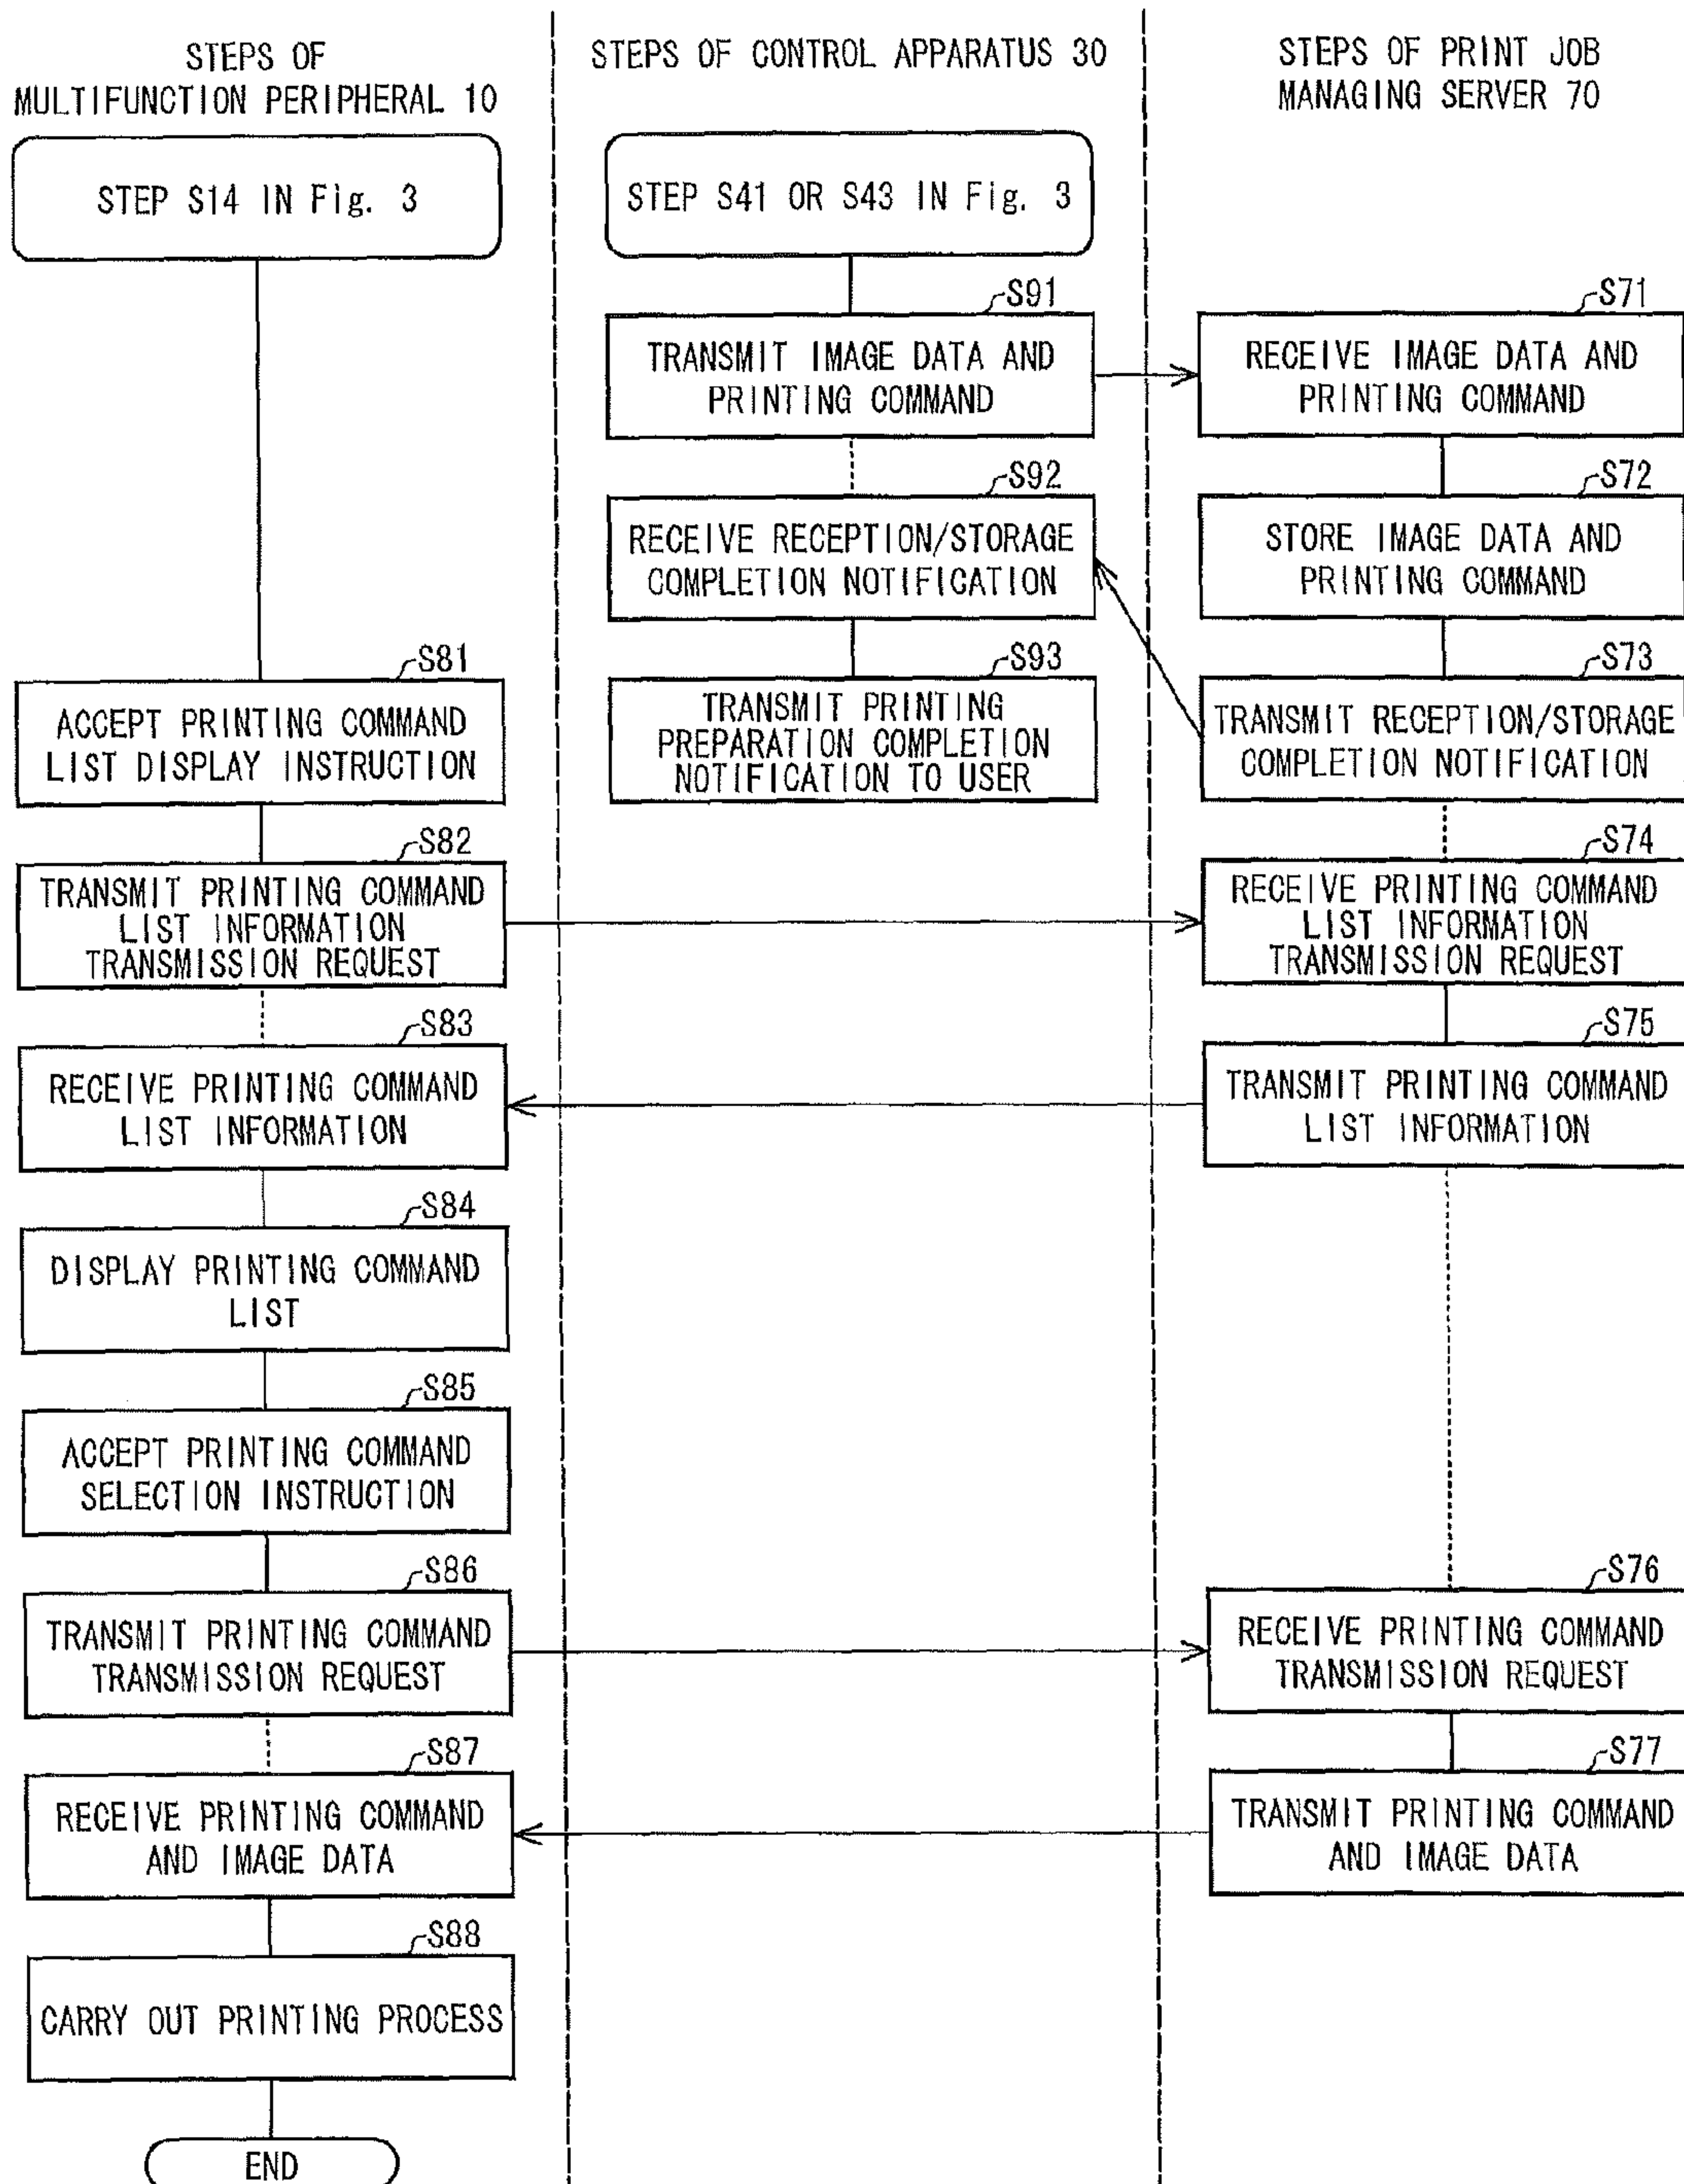 STEPS OF
MULTIFUNCTION PERIPHERAL 10
STEP S14 IN Fig. 3
S81
ACCEPT PRINTING COMMAND
LIST DISPLAY INSTRUCTION
S82
TRANSMIT PRINTING COMMAND
LIST INFORMATION
TRANSMISSION REQUEST
S83
RECEIVE PRINTING COMMAND
LIST INFORMATION
S84
DISPLAY PRINTING COMMAND
LIST
S85
ACCEPT PRINTING COMMAND
SELECTION INSTRUCTION
S86
TRANSMIT PRINTING COMMAND
TRANSMISSION REQUEST
S87
RECEIVE PRINTING COMMAND
AND IMAGE DATA
S88
CARRY OUT PRINTING PROCESS
END
STEPS OF CONTROL APPARATUS 30
STEP S41 OR S43 IN Fig. 3
S91
TRANSMIT IMAGE DATA AND
PRINTING COMMAND
S92
RECEIVE RECEPTION/STORAGE
COMPLETION NOTIFICATION
S93
TRANSMIT PRINTING
PREPARATION COMPLETION
NOTIFICATION TO USER
STEPS OF PRINT JOB
MANAGING SERVER 70
S71
RECEIVE IMAGE DATA AND
PRINTING COMMAND
S72
STORE IMAGE DATA AND
PRINTING COMMAND
S73
TRANSMIT RECEPTION/STORAGE
COMPLETION NOTIFICATION
S74
RECEIVE PRINTING COMMAND
LIST INFORMATION
TRANSMISSION REQUEST
S75
TRANSMIT PRINTING COMMAND
LIST INFORMATION
S76
RECEIVE PRINTING COMMAND
TRANSMISSION REQUEST
S77
TRANSMIT PRINTING COMMAND
AND IMAGE DATA